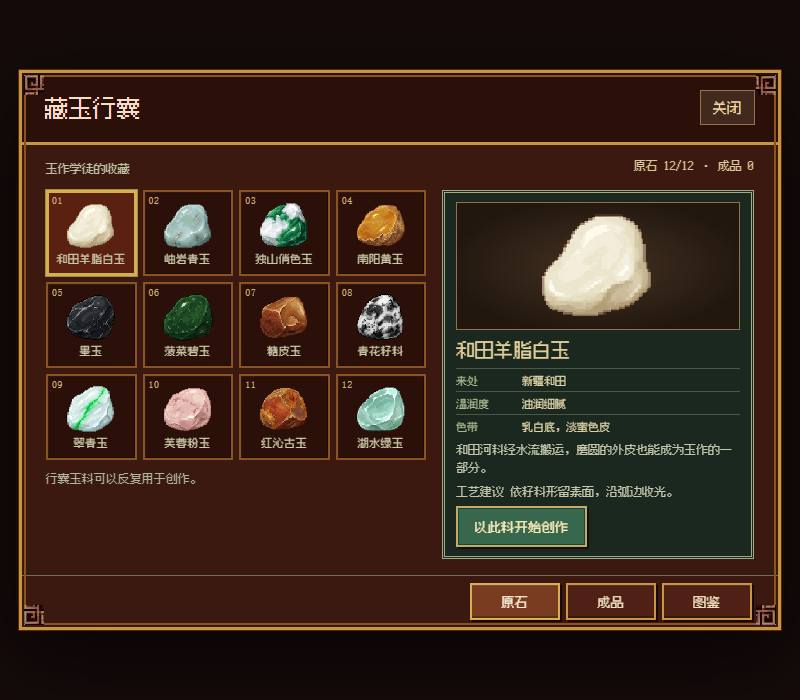 藏玉行囊
关闭
玉作学徒的收藏
原石 12/12 · 成品 0
01
和田羊脂白玉
02
岫岩青玉
03
独山俏色玉
04
南阳黄玉
05
墨玉
06
菠菜碧玉
07
糖皮玉
08
青花籽料
09
翠青玉
10
芙蓉粉玉
11
红沁古玉
12
湖水绿玉
行囊玉料可以反复用于创作。
和田羊脂白玉
来处 新疆和田
温润度 油润细腻
色带 乳白底，淡蜜色皮
和田河料经水流搬运，磨圆的外皮也能成为玉作的一
部分。
工艺建议 依籽料形留素面，沿弧边收光。
以此料开始创作
原石
成品
图鉴